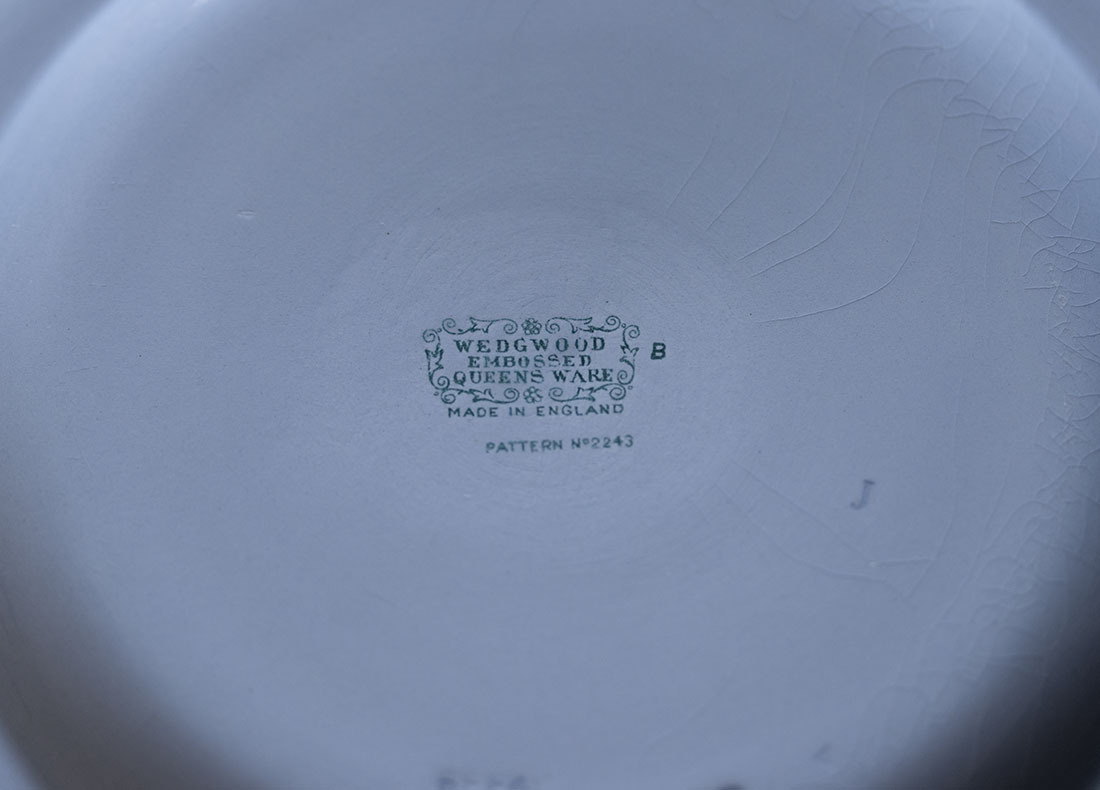 WEDGWOOD
EMBOSSED
QUEENS WARE
B
MADE IN ENGLAND
PATTERN Nº2243
J